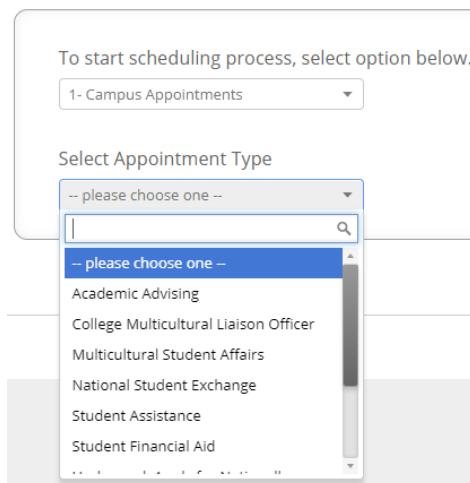 To start scheduling process, select option below.
1- Campus Appointments
Select Appointment Type
-- please choose one --
-- please choose one --
Academic Advising
College Multicultural Liaison Officer
Multicultural Student Affairs
National Student Exchange
Student Assistance
Student Financial Aid